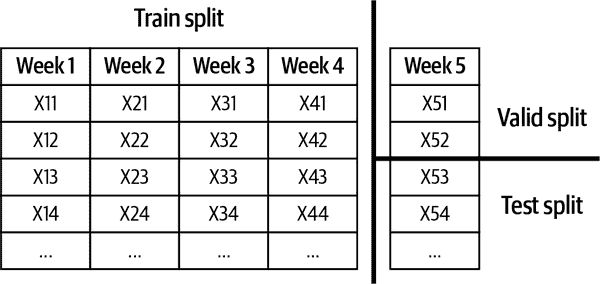 Train split
Week 1 Week 2 Week 3 Week 4 Week 5
X11 X21 X31 X41 X51
X12 X22 X32 X42 X52
Valid split
X13 X23 X33 X43 X53
X14 X24 X34 X44 X54
Test split
... ... ... ... ...